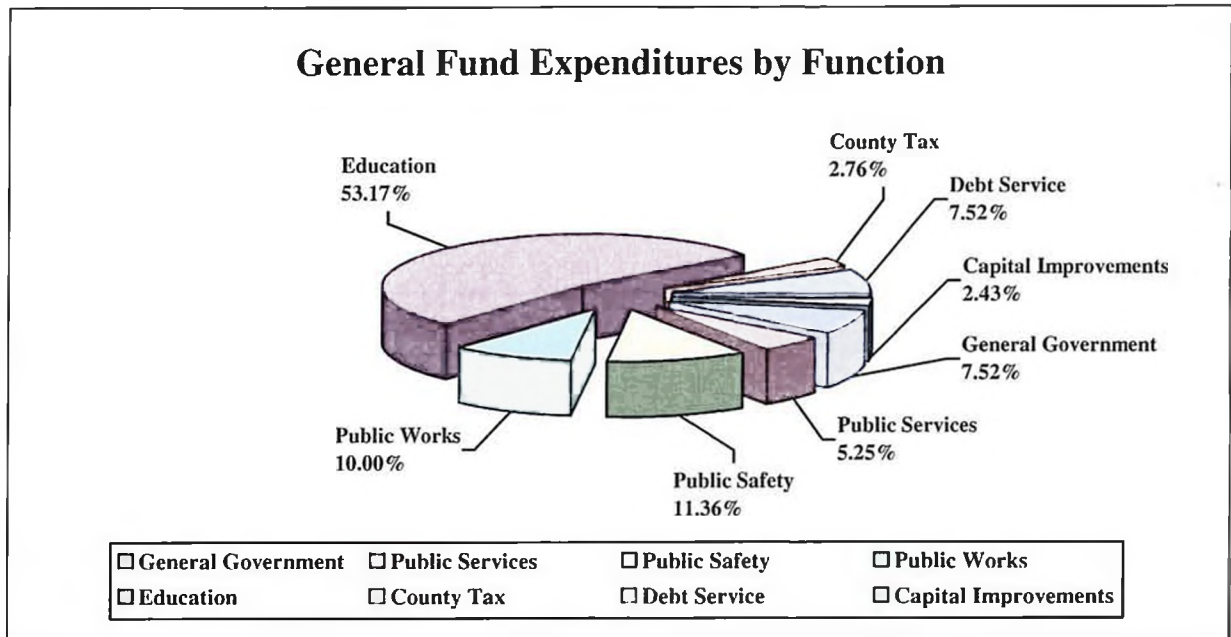 General Fund Expenditures by Function
County Tax
2.76%
Education
53.17%
Debt Service
7.52%
Capital Improvements
2.43%
General Government
7.52%
Public Services
5.25%
Public Works
10.00%
Public Safety
11.36%
General Government Public Services Public Safety Public Works
Education County Tax Debt Service Capital Improvements